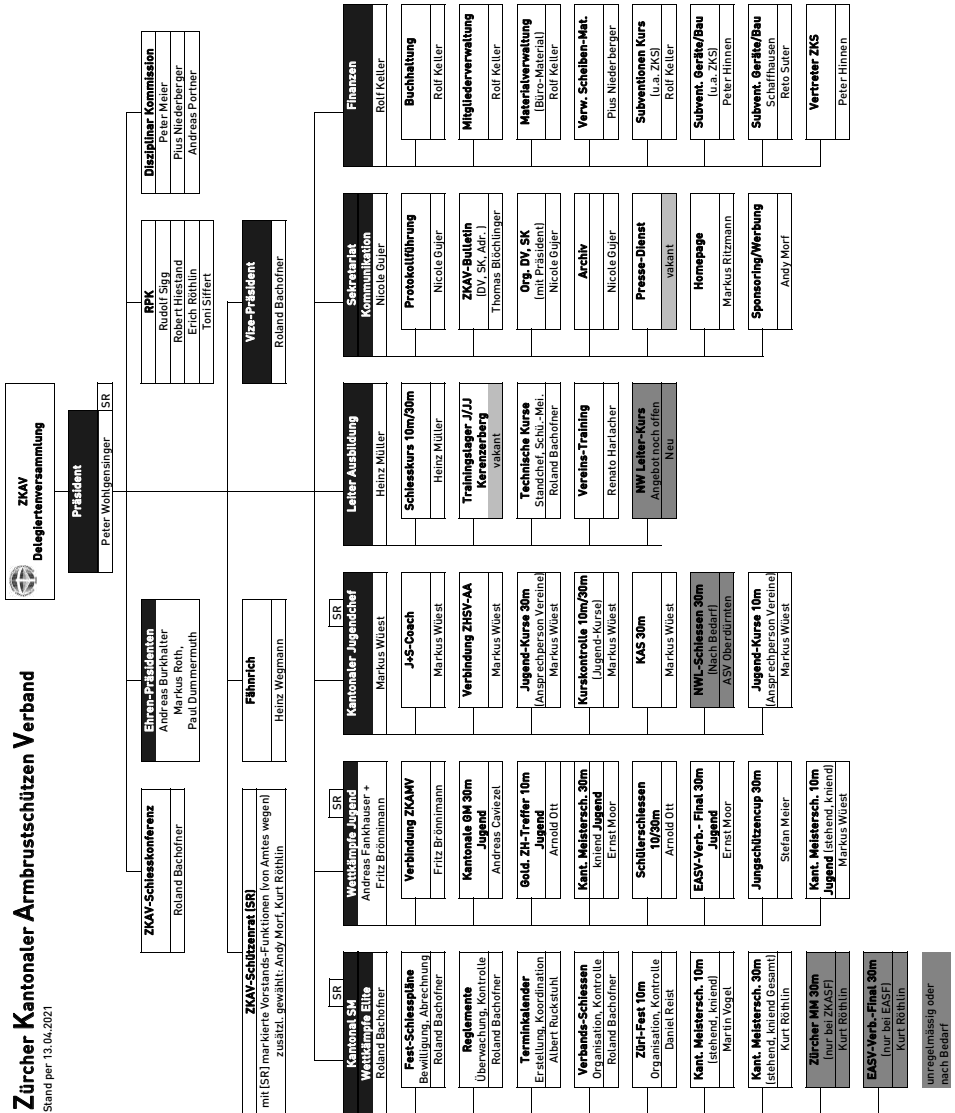 Zürcher Kantonaler Armbrustschützen Verband
Stand per 13.04.2021
ZKAV
Delegiertenversammlung
Präsident
Peter Wohlgensinger
SR
ZKAV-Schiesskonferenz
Roland Bachofner
Ehren-Präsidenten
Andreas Burkhalter
Markus Roth,
Paul Dummermuth
RPK
Rudolf Sigg
Robert Hiestand
Erich Röthlin
Toni Siffert
Disziplinar Kommission
Peter Meier
Pius Niederberger
Andreas Portner
ZKAV-Schützenrat (SR)
mit [SR] markierte Vorstands-Funktionen (von Amtes wegen)
zusätzl. gewählt: Andy Morf, Kurt Röthlin
Fähnrich
Heinz Wegmann
Vize-Präsident
Roland Bachofner
SR
Kantonal SM
Wettkämpfe Elite
Roland Bachofner
Fest-Schiesspläne
Bewilligung, Abrechnung
Roland Bachofner
Reglemente
Überwachung, Kontrolle
Roland Bachofner
Terminkalender
Erstellung, Koordination
Albert Ruckstuhl
Verbands-Schiessen
Organisation, Kontrolle
Roland Bachofner
Züri-Fest 10m
Organisation, Kontrolle
Daniel Reist
Kant. Meistersch. 10m
(stehend, kniend)
Martin Vogel
Kant. Meistersch. 30m
(stehend, kniend Gesamt)
Kurt Röthlin
Zürcher MM 30m
(nur bei ZKASF)
Kurt Röthlin
EASV-Verb.-Final 30m
(nur bei EASF)
Kurt Röthlin
unregelmässig oder
nach Bedarf
SR
Wettkämpfe Jugend
Andreas Fankhauser +
Fritz Brönnimann
Verbindung ZKAMV
Fritz Brönnimann
Kantonale GM 30m
Jugend
Andreas Caviezel
Gold. ZH-Treffer 10m
Jugend
Arnold Ott
Kant. Meistersch. 30m
kniend Jugend
Ernst Moor
Schülerschiessen
10/30m
Arnold Ott
EASV-Verb.- Final 30m
Jugend
Ernst Moor
Jungschützencup 30m
Stefan Meier
Kant. Meistersch. 10m
Jugend (stehend, kniend)
Markus Wüest
SR
Kantonaler Jugendchef
Markus Wüest
J+S-Coach
Markus Wüest
Verbindung ZHSV-AA
Markus Wüest
Jugend-Kurse 30m
(Ansprechperson Vereine)
Markus Wüest
Kurskontrolle 10m/30m
(Jugend-Kurse)
Markus Wüest
KAS 30m
Markus Wüest
NWL-Schiessen 30m
(Nach Bedarf)
ASV Oberdürnten
Jugend-Kurse 10m
(Ansprechperson Vereine)
Markus Wüest
Leiter Ausbildung
Heinz Müller
Schiesskurs 10m/30m
Heinz Müller
Trainingslager J/JJ
Kerenzerberg
vakant
Technische Kurse
Standchef, Schü.-Mei.
Roland Bachofner
Vereins-Training
Renato Harlacher
NW Leiter-Kurs
Angebot noch offen
Neu
Sekretariat
Kommunikation
Nicole Gujer
Protokollführung
Nicole Gujer
ZKAV-Bulletin
(DV, SK, Adr. )
Thomas Blöchlinger
Org. DV, SK
(mit Präsident)
Nicole Gujer
Archiv
Nicole Gujer
Presse-Dienst
vakant
Homepage
Markus Ritzmann
Sponsoring/Werbung
Andy Morf
Finanzen
Rolf Keller
Buchhaltung
Rolf Keller
Mitgliederverwaltung
Rolf Keller
Materialverwaltung
(Büro-Material)
Rolf Keller
Verw. Scheiben-Mat.
Pius Niederberger
Subventionen Kurs
(u.a. ZKS)
Rolf Keller
Subvent. Geräte/Bau
(u.a. ZKS)
Peter Hinnen
Subvent. Geräte/Bau
Schaffhausen
Reto Suter
Vertreter ZKS
Peter Hinnen